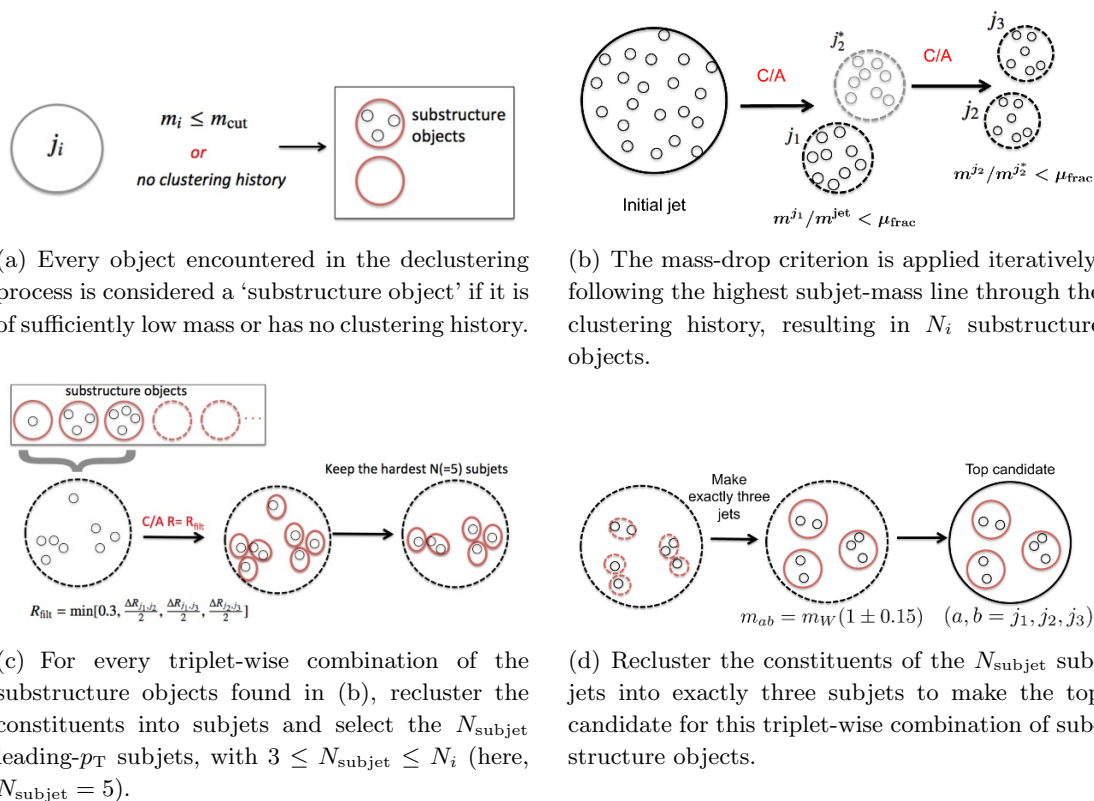 j_i
m_i ≤ m_cut
or
no clustering history
substructure
objects
(a) Every object encountered in the declustering
process is considered a ‘substructure object’ if it is
of sufficiently low mass or has no clustering history.
Initial jet
C/A
j_2^*
j_1
m^{j_1}/m^{jet} < μ_frac
C/A
j_3
j_2
m^{j_2}/m^{j_2^*} < μ_frac
(b) The mass-drop criterion is applied iteratively,
following the highest subjet-mass line through the
clustering history, resulting in N_i substructure
objects.
substructure objects
C/A R= R_filt
Keep the hardest N(=5) subjets
R_filt = min[0.3, ΔR_{j_1,j_2}/2, ΔR_{j_1,j_3}/2, ΔR_{j_2,j_3}/2]
(c) For every triplet-wise combination of the
substructure objects found in (b), recluster the
constituents into subjets and select the N_subjet
leading-p_T subjets, with 3 ≤ N_subjet ≤ N_i (here,
N_subjet = 5).
Make
exactly three
jets
Top candidate
m_ab = m_W(1 ± 0.15) (a, b = j_1, j_2, j_3)
(d) Recluster the constituents of the N_subjet sub-
jets into exactly three subjets to make the top
candidate for this triplet-wise combination of sub-
structure objects.